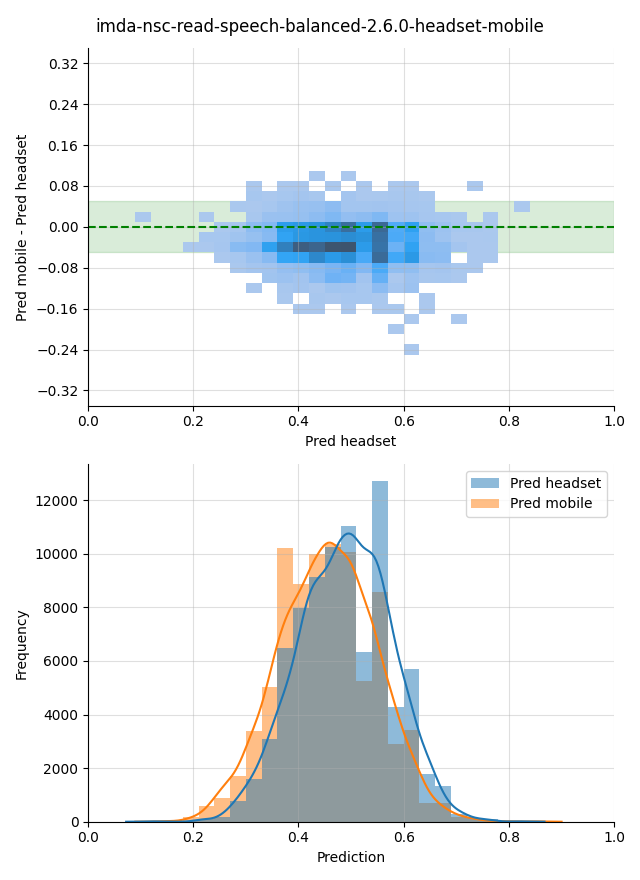 imda-nsc-read-speech-balanced-2.6.0-headset-mobile
0.32
0.24
0.16
0.08
0.00
−0.08
−0.16
−0.24
−0.32
Pred mobile - Pred headset
0.0 0.2 0.4 0.6 0.8 1.0
Pred headset
Pred headset
Pred mobile
12000
10000
8000
6000
4000
2000
0
Frequency
0.0 0.2 0.4 0.6 0.8 1.0
Prediction